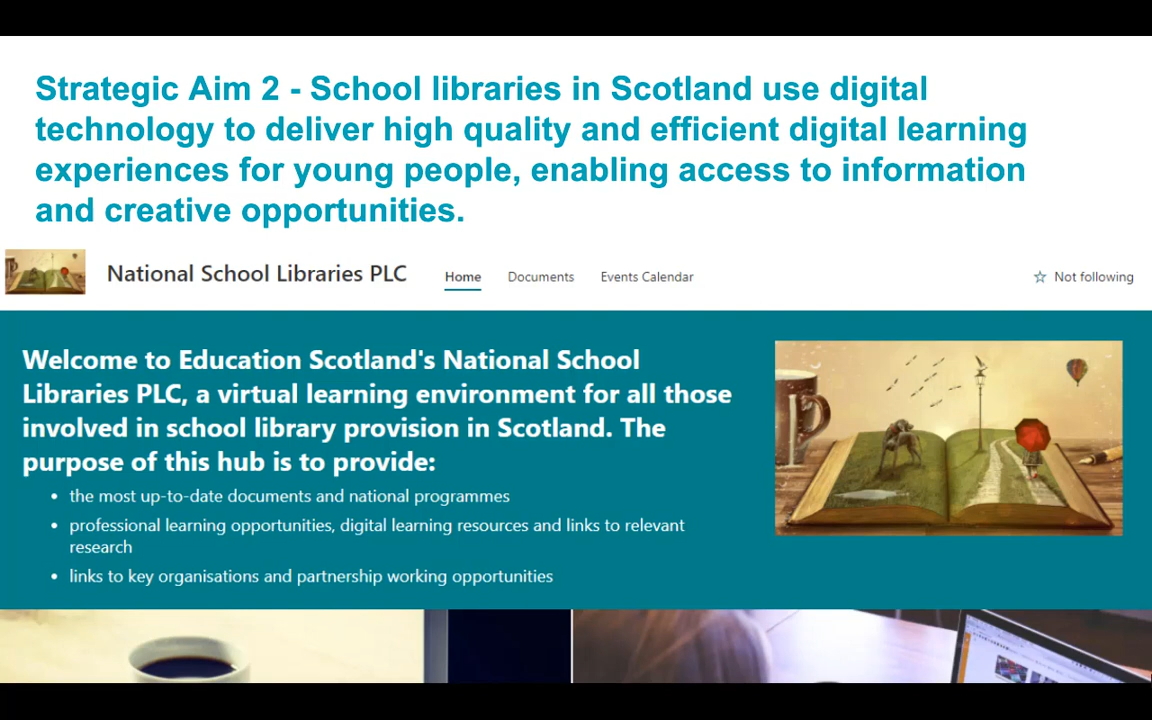 Strategic Aim 2 - School libraries in Scotland use digital
technology to deliver high quality and efficient digital learning
experiences for young people, enabling access to information
and creative opportunities.
National School Libraries PLC
Home
Documents
Events Calendar
Not following
Welcome to Education Scotland's National School
Libraries PLC, a virtual learning environment for all those
involved in school library provision in Scotland. The
purpose of this hub is to provide:
• the most up-to-date documents and national programmes
• professional learning opportunities, digital learning resources and links to relevant
research
• links to key organisations and partnership working opportunities